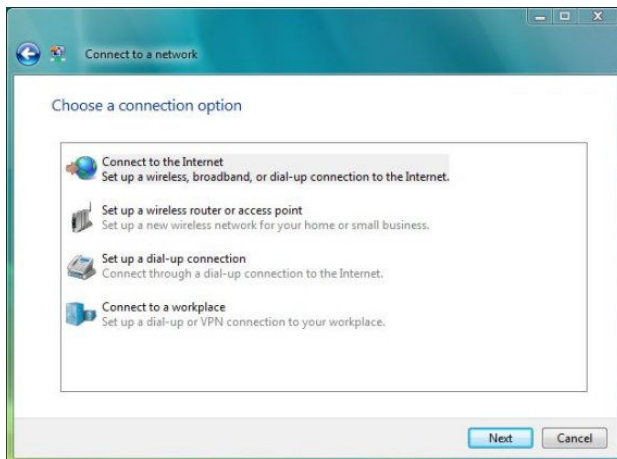 Connect to a network
Choose a connection option
Connect to the Internet
Set up a wireless, broadband, or dial-up connection to the Internet.
Set up a wireless router or access point
Set up a new wireless network for your home or small business.
Set up a dial-up connection
Connect through a dial-up connection to the Internet.
Connect to a workplace
Set up a dial-up or VPN connection to your workplace.
Next Cancel